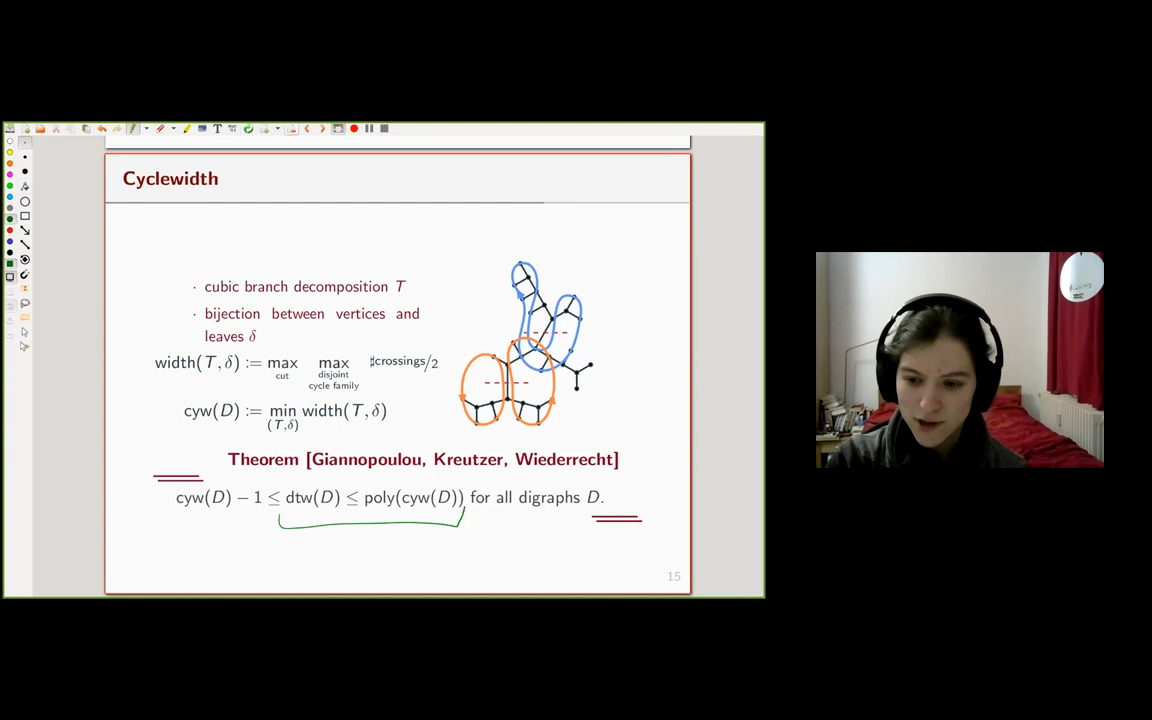 Cyclewidth
· cubic branch decomposition T
· bijection between vertices and
leaves δ
width(T, δ) := max max ♯crossings/2
cut disjoint
cycle family
cyw(D) := min width(T, δ)
(T,δ)
Theorem [Giannopoulou, Kreutzer, Wiederrecht]
cyw(D) − 1 ≤ dtw(D) ≤ poly(cyw(D)) for all digraphs D.
15